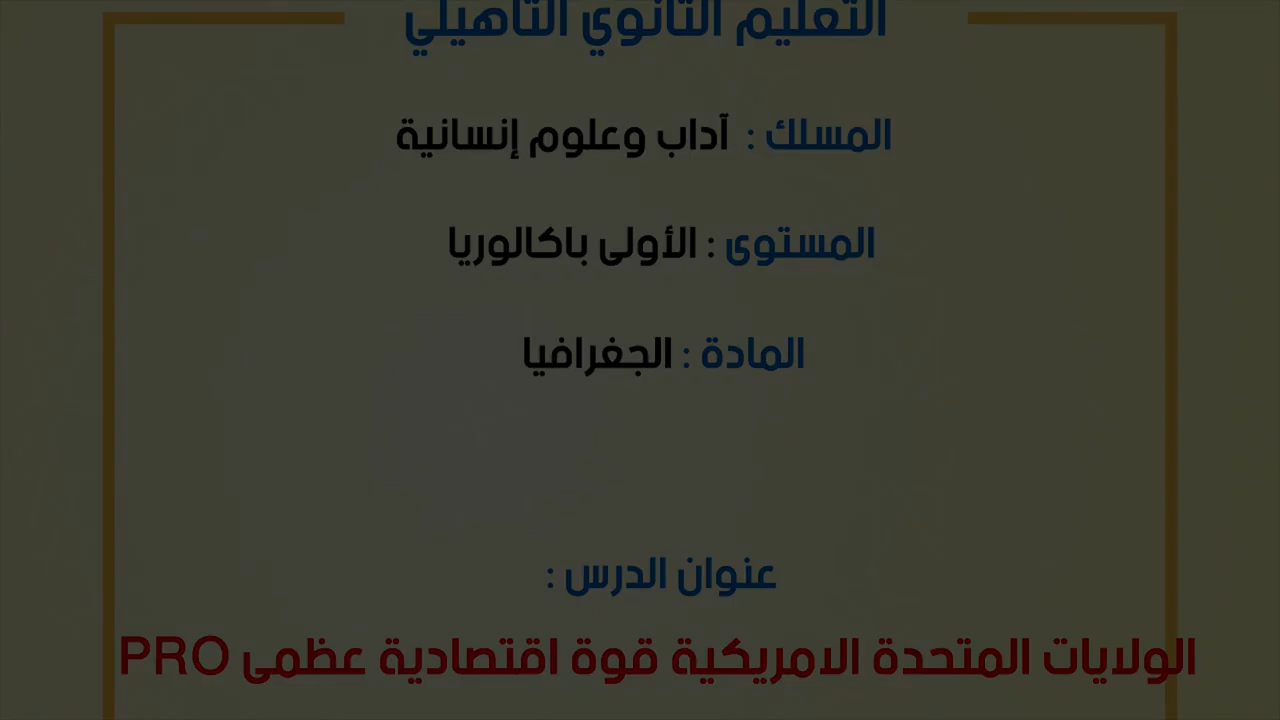 التعليم الثانوي التأهيلي
المسلك : آداب وعلوم إنسانية
المستوى : الأولى باكالوريا
المادة : الجغرافيا
عنوان الدرس :
الولايات المتحدة الامريكية قوة اقتصادية عظمى PRO